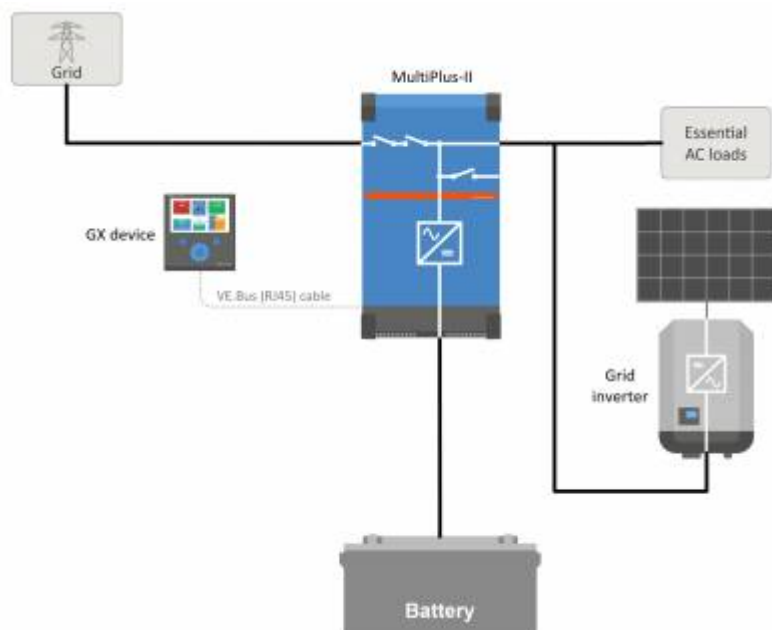 Grid
MultiPlus-II
Essential
AC loads
GX device
VE.Bus (RJ45) cable
Grid
inverter
Battery